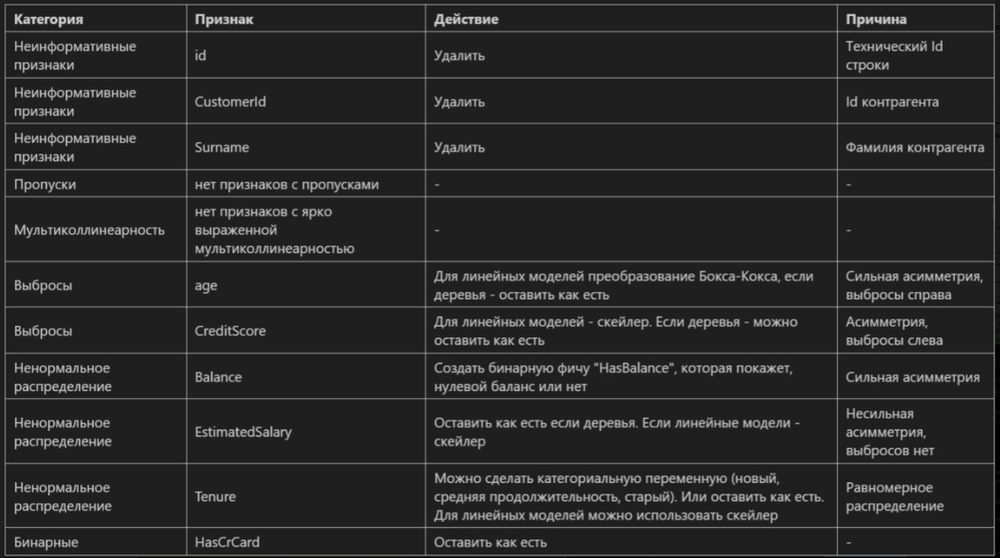 Категория Признак Действие Причина
Неинформативные
признаки
id
Удалить
Технический Id
строки
Неинформативные
признаки
CustomerId
Удалить
Id контрагента
Неинформативные
признаки
Surname
Удалить
Фамилия контрагента
Пропуски нет признаков с пропусками - -
Мультиколлинеарность
нет признаков с ярко
выраженной
мультиколлинеарностью
-
-
Выбросы
age
Для линейных моделей преобразование Бокса-Кокса, если
деревья - оставить как есть
Сильная асимметрия,
выбросы справа
Выбросы
CreditScore
Для линейных моделей - скейлер. Если деревья - можно
оставить как есть
Асимметрия,
выбросы слева
Ненормальное
распределение
Balance
Создать бинарную фичу "HasBalance", которая покажет,
нулевой баланс или нет
Сильная асимметрия
Ненормальное
распределение
EstimatedSalary
Оставить как есть если деревья. Если линейные модели -
скейлер
Несильная
асимметрия,
выбросов нет
Ненормальное
распределение
Tenure
Можно сделать категориальную переменную (новый,
средняя продолжительность, старый). Или оставить как есть.
Для линейных моделей можно использовать скейлер
Равномерное
распределение
Бинарные HasCrCard Оставить как есть -